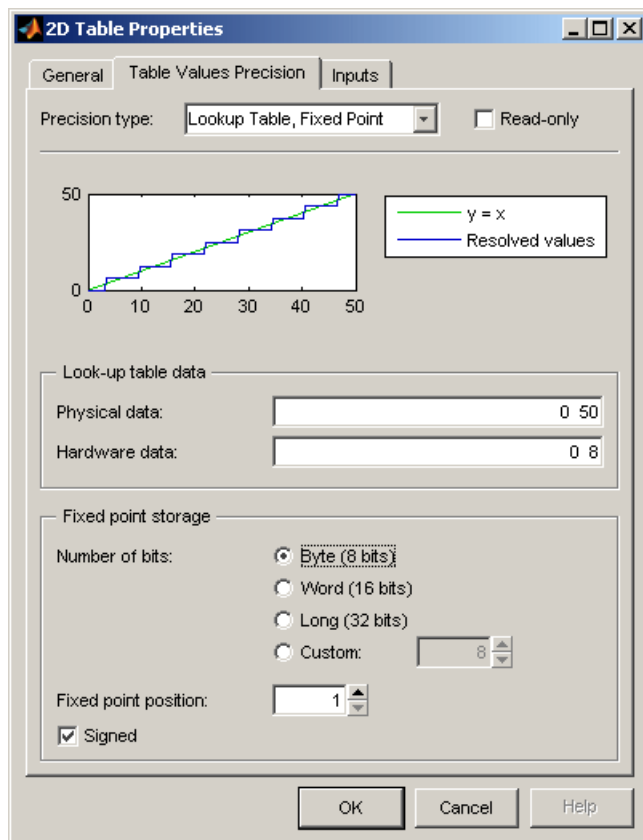 2D Table Properties
General Table Values Precision Inputs
Precision type: Lookup Table, Fixed Point Read-only
50
0
0 10 20 30 40 50
y = x
Resolved values
Look-up table data
Physical data: 0 50
Hardware data: 0 8
Fixed point storage
Number of bits: Byte (8 bits)
Word (16 bits)
Long (32 bits)
Custom: 8
Fixed point position: 1
Signed
OK Cancel Help